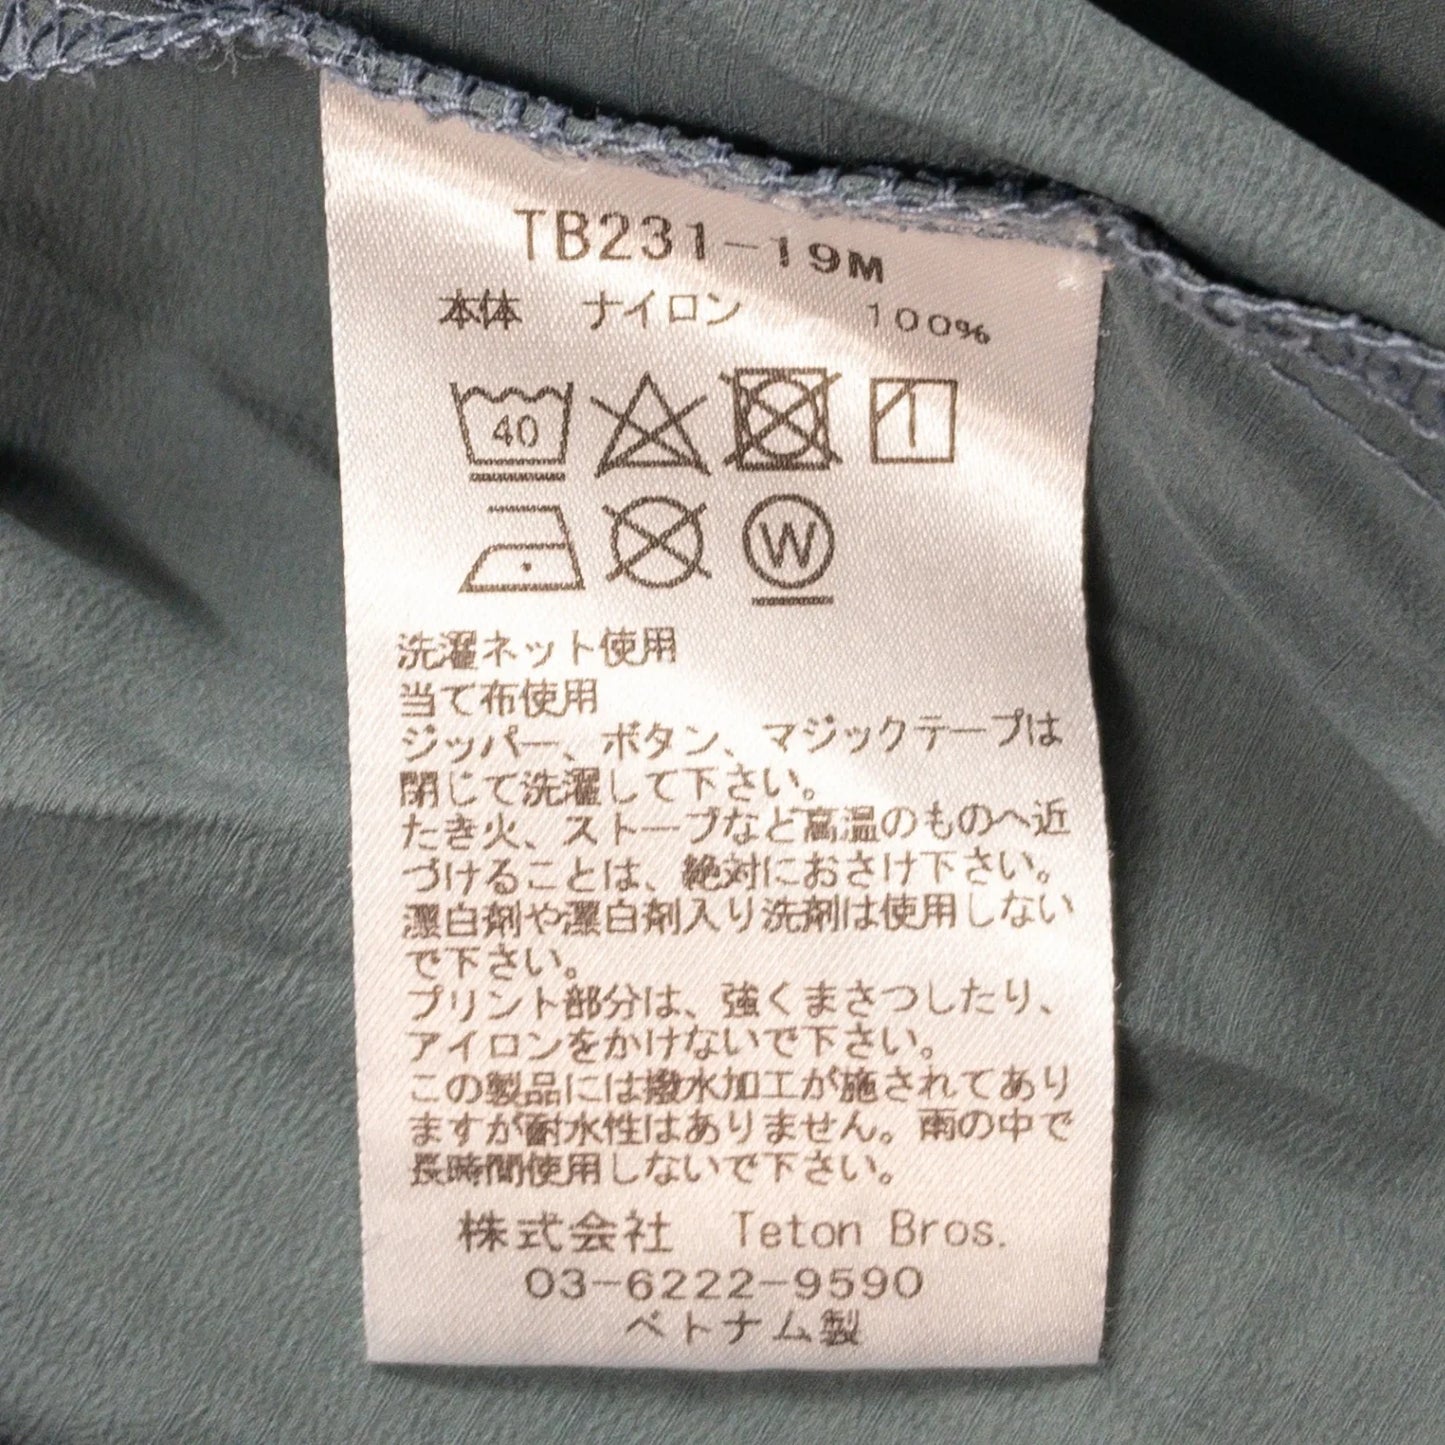 TB231-19M
本体 ナイロン 100%
40
W
洗濯ネット使用
当て布使用
ジッパー、ボタン、マジックテープは
閉じて洗濯して下さい。
たき火、ストーブなど高温のものへ近
づけることは、絶対におさけ下さい。
漂白剤や漂白剤入り洗剤は使用しない
で下さい。
プリント部分は、強くまさつしたり、
アイロンをかけないで下さい。
この製品には撥水加工が施されてあり
ますが耐水性はありません。雨の中で
長時間使用しないで下さい。
株式会社 Teton Bros.
03-6222-9590
ベトナム製